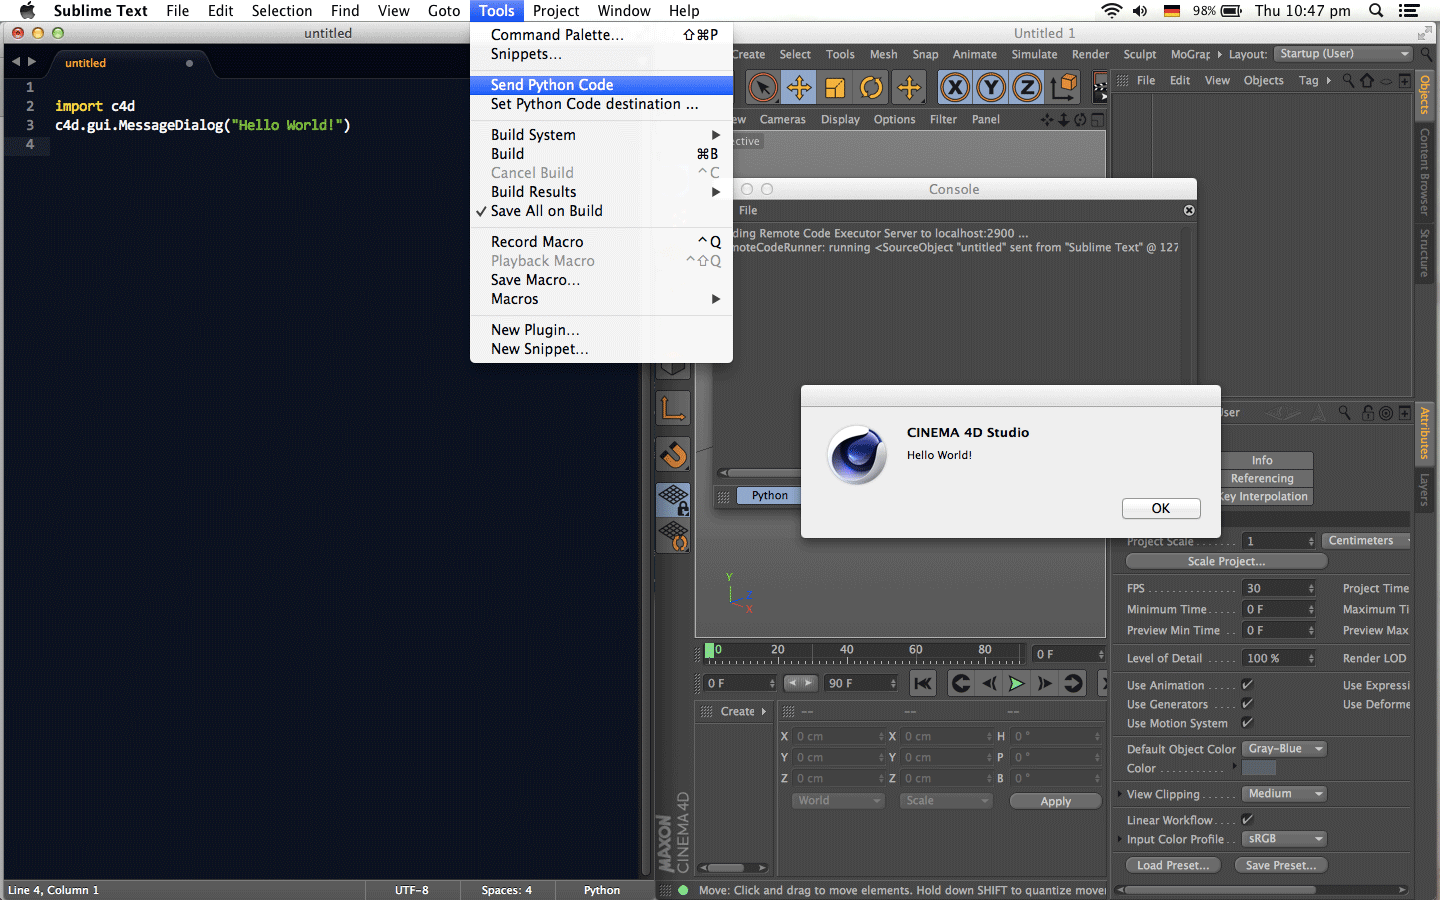 Sublime Text File Edit Selection Find View Goto Tools Project Window Help 98% Thu 10:47 pm
untitled
untitled
1
2 import c4d
3 c4d.gui.MessageDialog("Hello World!")
4
Line 4, Column 1 UTF-8 Spaces: 4 Python
Command Palette... ⇧⌘P
Snippets...
Send Python Code
Set Python Code destination ...
Build System
Build ⌘B
Cancel Build ^C
Build Results
✓ Save All on Build
Record Macro ^Q
Playback Macro ^⇧Q
Save Macro...
Macros
New Plugin...
New Snippet...
Untitled 1
Create Select Tools Mesh Snap Animate Simulate Render Sculpt MoGrap Layout: Startup (User)
X Y Z
File Edit View Objects Tag
Cameras Display Options Filter Panel
Objects
Content Browser
Structure
Console
File
Remote Code Executor Server to localhost:2900 ...
running <SourceObject "untitled" sent from "Sublime Text" @ 127
Python
CINEMA 4D Studio
Hello World!
OK
Attributes
Layers
Info
Referencing
Key Interpolation
Project Scale 1 Centimeters
Scale Project...
FPS 30 Project Time
Minimum Time 0 F Maximum Ti
Preview Min Time 0 F Preview Max
Level of Detail 100 % Render LOD
Use Animation Use Expressi
Use Generators Use Deforme
Use Motion System
Default Object Color Gray-Blue
Color
View Clipping Medium
Linear Workflow
Input Color Profile sRGB
Load Preset... Save Preset...
Y
Z
X
0 20 40 60 80 0 F
0 F 90 F
Create -- -- --
X 0 cm X 0 cm H 0 °
Y 0 cm Y 0 cm P 0 °
Z 0 cm Z 0 cm B 0 °
World Scale Apply
MAXON
CINEMA 4D
Move: Click and drag to move elements. Hold down SHIFT to quantize mover